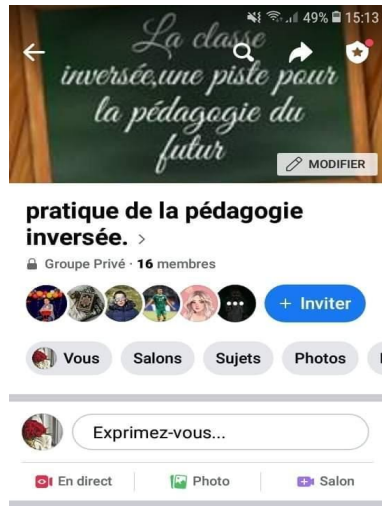 49% 15:13
La classe
inversée,une piste pour
la pédagogie du
futur
MODIFIER
pratique de la pédagogie
inversée. >
Groupe Privé · 16 membres
+ Inviter
Vous Salons Sujets Photos
Exprimez-vous...
En direct Photo Salon